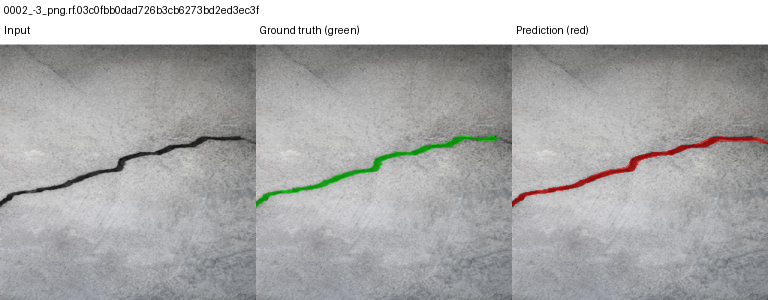 0002_-3_png.rf.03c0fbb0dad726b3cb6273bd2ed3ec3f
Input
Ground truth (green)
Prediction (red)